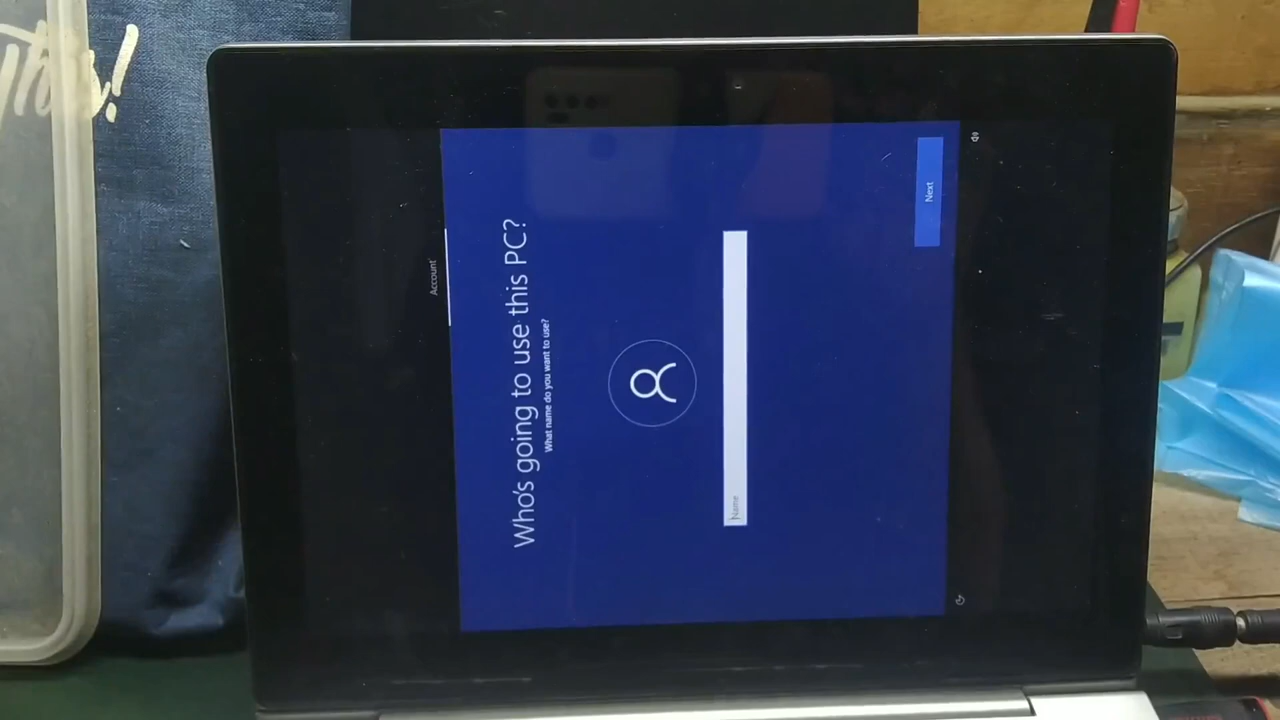 Account
Who's going to use this PC?
What name do you want to use?
Name
Next